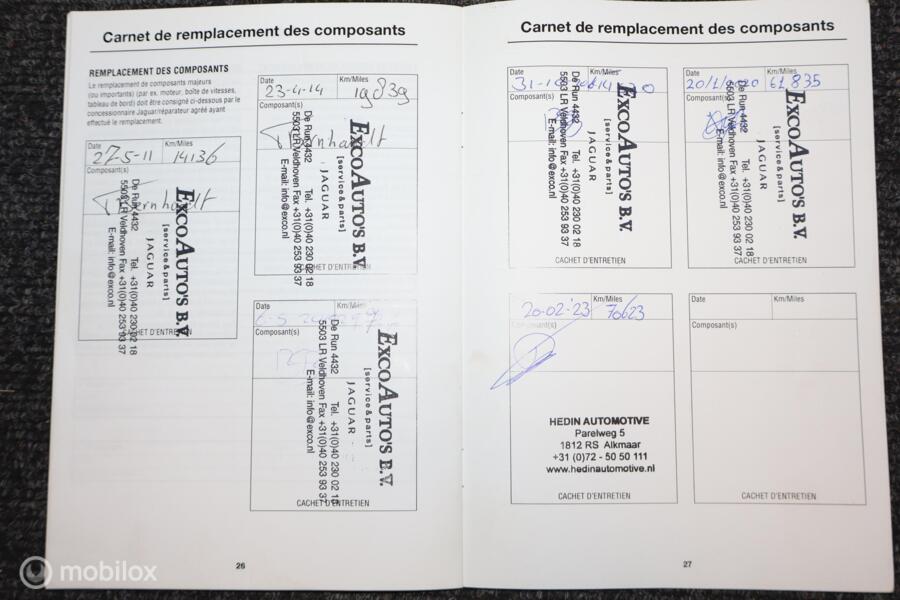 Carnet de remplacement des composants
REMPLACEMENT DES COMPOSANTS
Le remplacement de composants majeurs
(ou importants) (par ex. moteur, boîte de vitesses,
tableau de bord) doit être consigné ci-dessous par le
concessionnaire Jaguar/réparateur agréé ayant
effectué le remplacement.
Date Km/Miles
27-5-11 14136
Composant(s)
EXCOAUTO'S B.V.
[service & parts]
JAGUAR
De Run 4432 Tel. +31(0)40 230 02 18
5503 LR Veldhoven Fax +31(0)40 253 93 37
E-mail: info@exco.nl
CACHET D'ENTRETIEN
Date Km/Miles
23-4-14
Composant(s)
EXCOAUTO'S B.V.
[service & parts]
JAGUAR
De Run 4432 Tel. +31(0)40 230 02 18
5503 LR Veldhoven Fax +31(0)40 253 93 37
E-mail: info@exco.nl
CACHET D'ENTRETIEN
Date Km/Miles
Composant(s)
EXCOAUTO'S B.V.
[service & parts]
JAGUAR
De Run 4432 Tel. +31(0)40 230 02 18
5503 LR Veldhoven Fax +31(0)40 253 93 37
E-mail: info@exco.nl
CACHET D'ENTRETIEN
26
Carnet de remplacement des composants
Date Km/Miles
Composant(s)
EXCOAUTO'S B.V.
[service & parts]
JAGUAR
De Run 4432 Tel. +31(0)40 230 02 18
5503 LR Veldhoven Fax +31(0)40 253 93 37
E-mail: info@exco.nl
CACHET D'ENTRETIEN
Date Km/Miles
61 835
Composant(s)
EXCOAUTO'S B.V.
[service & parts]
JAGUAR
De Run 4432 Tel. +31(0)40 230 02 18
5503 LR Veldhoven Fax +31(0)40 253 93 37
E-mail: info@exco.nl
CACHET D'ENTRETIEN
Date Km/Miles
20-02-'23 70623
Composant(s)
HEDIN AUTOMOTIVE
Parelweg 5
1812 RS Alkmaar
+31 (0)72 - 50 50 111
www.hedinautomotive.nl
CACHET D'ENTRETIEN
Date Km/Miles
Composant(s)
CACHET D'ENTRETIEN
27
mobilox